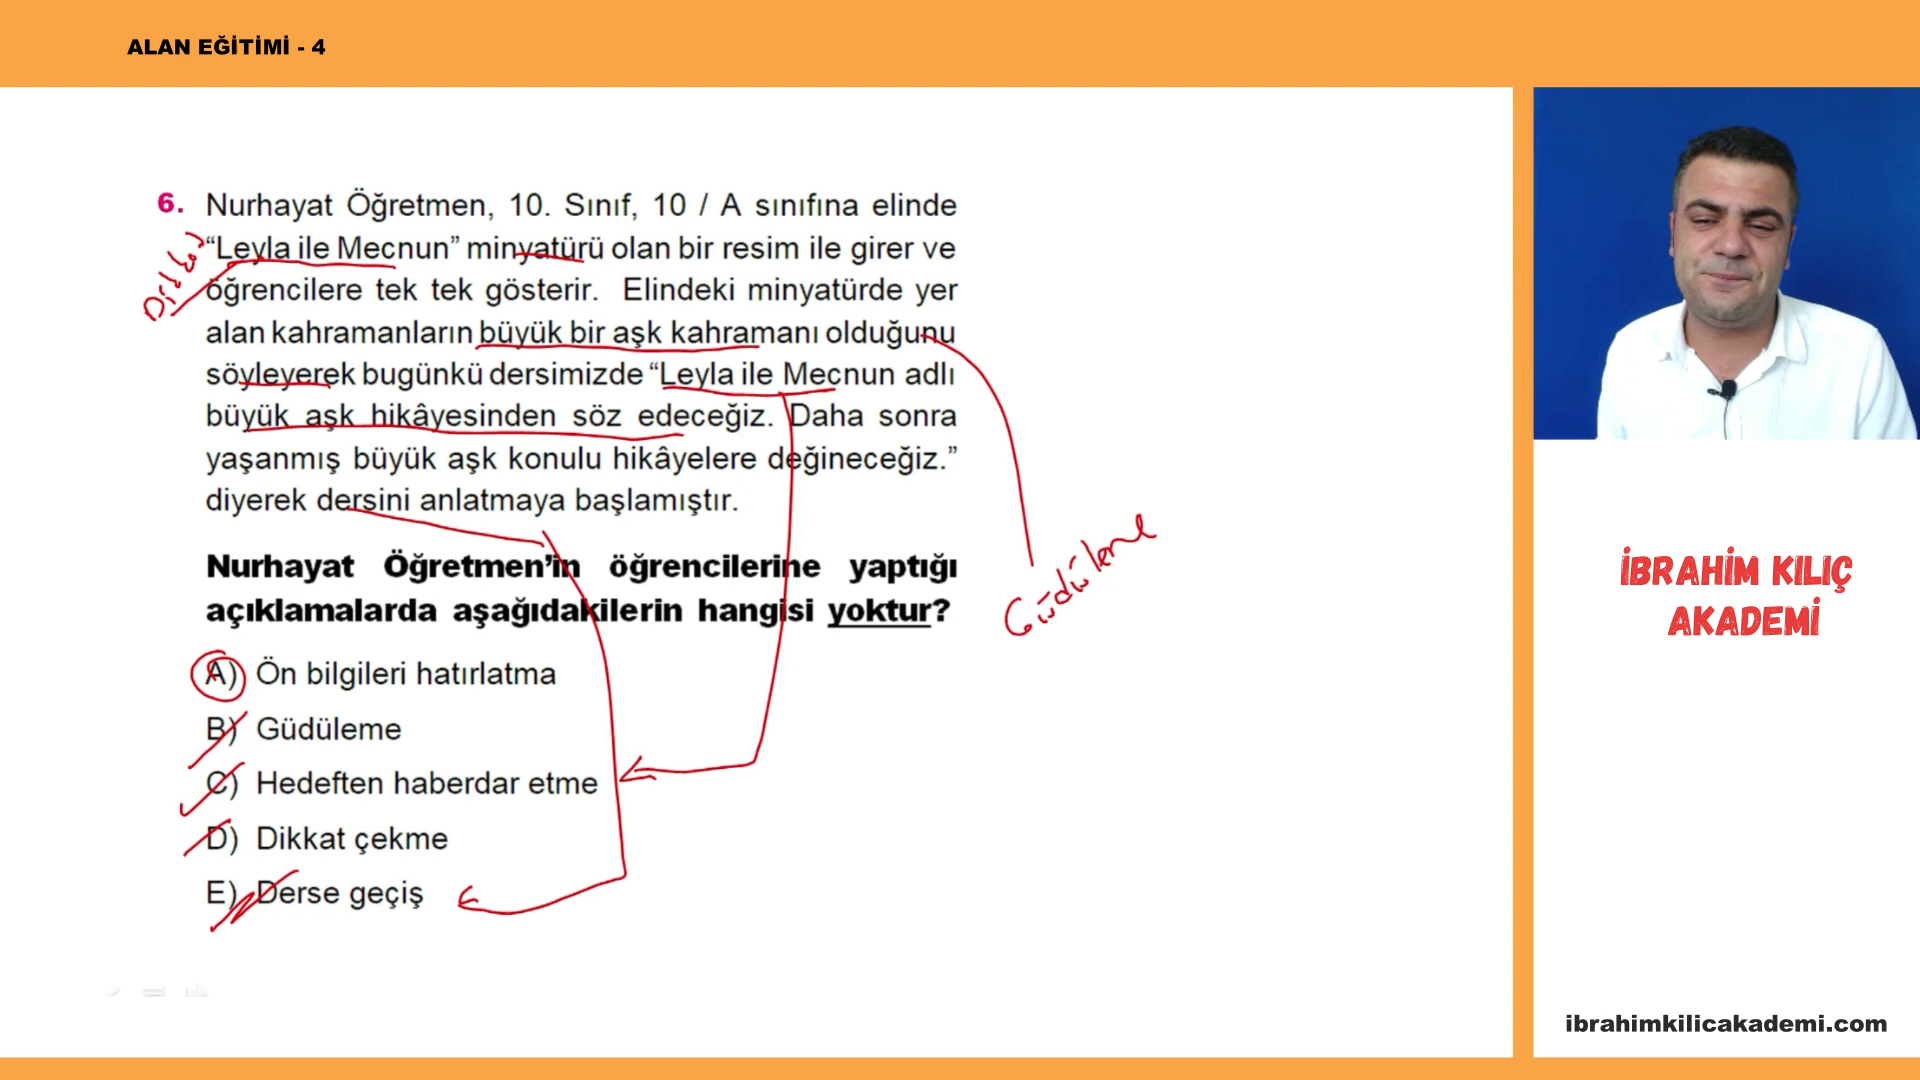 ALAN EĞİTİMİ - 4
6. Nurhayat Öğretmen, 10. Sınıf, 10 / A sınıfına elinde
“Leyla ile Mecnun” minyatürü olan bir resim ile girer ve
öğrencilere tek tek gösterir. Elindeki minyatürde yer
alan kahramanların büyük bir aşk kahramanı olduğunu
söyleyerek bugünkü dersimizde “Leyla ile Mecnun adlı
büyük aşk hikâyesinden söz edeceğiz. Daha sonra
yaşanmış büyük aşk konulu hikâyelere değineceğiz.”
diyerek dersini anlatmaya başlamıştır.
Nurhayat Öğretmen’in öğrencilerine yaptığı
açıklamalarda aşağıdakilerin hangisi yoktur?
A) Ön bilgileri hatırlatma
B) Güdüleme
C) Hedeften haberdar etme
D) Dikkat çekme
E) Derse geçiş
Güdüleme
İBRAHİM KILIÇ
AKADEMİ
ibrahimkilicakademi.com